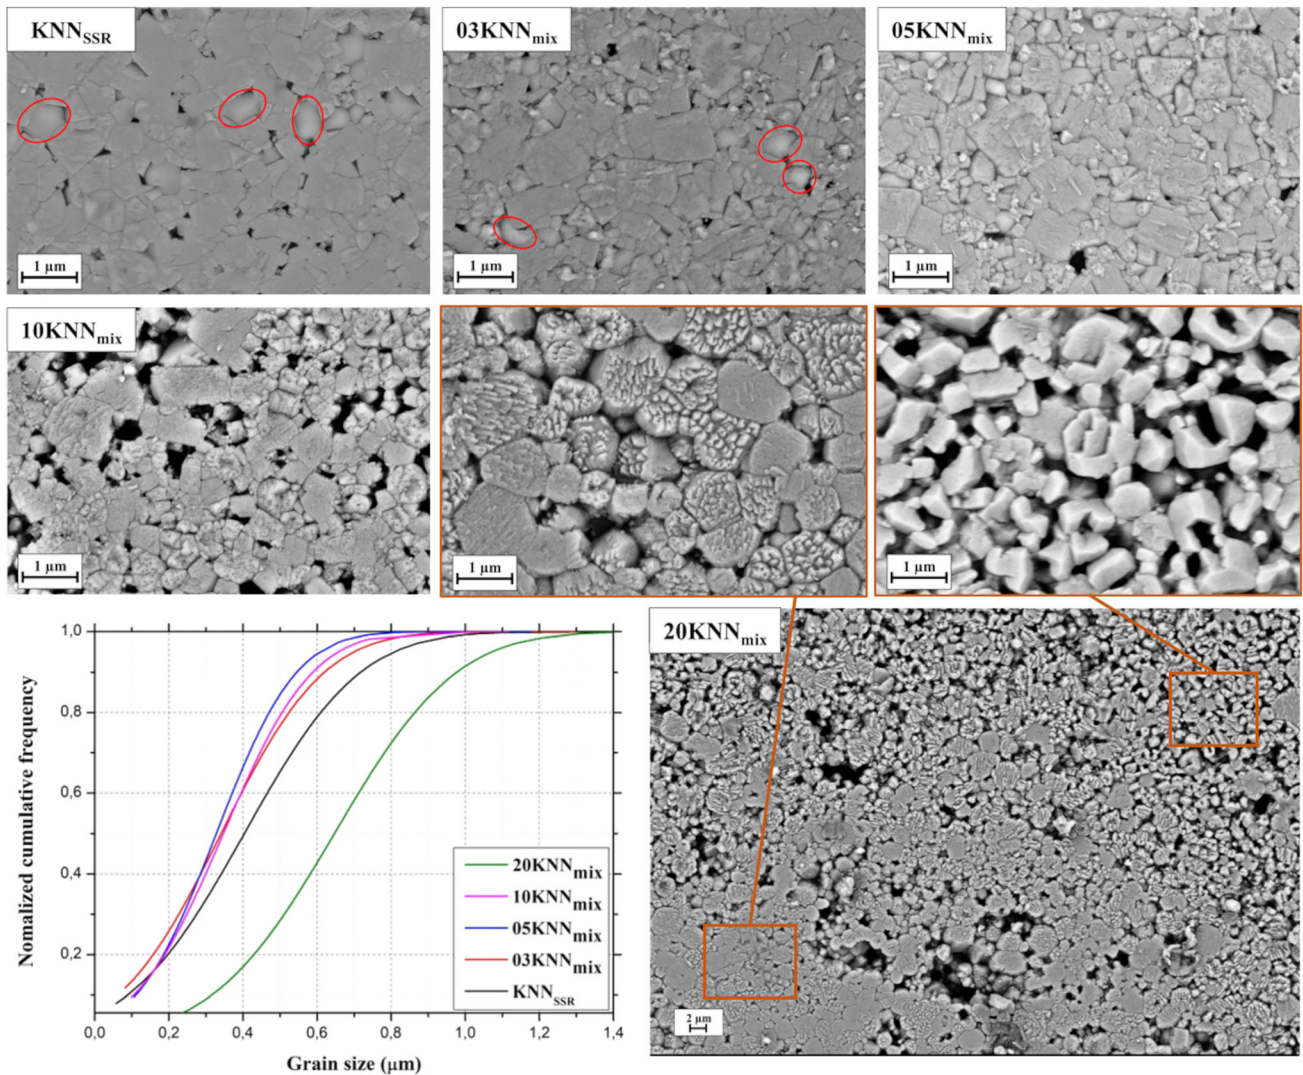 KNNSSR
03KNNmix
05KNNmix
1 μm
1 μm
1 μm
10KNNmix
1 μm
1 μm
1 μm
20KNNmix
2 μm
Nomalized cumulative frequency
1,0
0,8
0,6
0,4
0,2
20KNNmix
10KNNmix
05KNNmix
03KNNmix
KNNSSR
0,0 0,2 0,4 0,6 0,8 1,0 1,2 1,4
Grain size (μm)